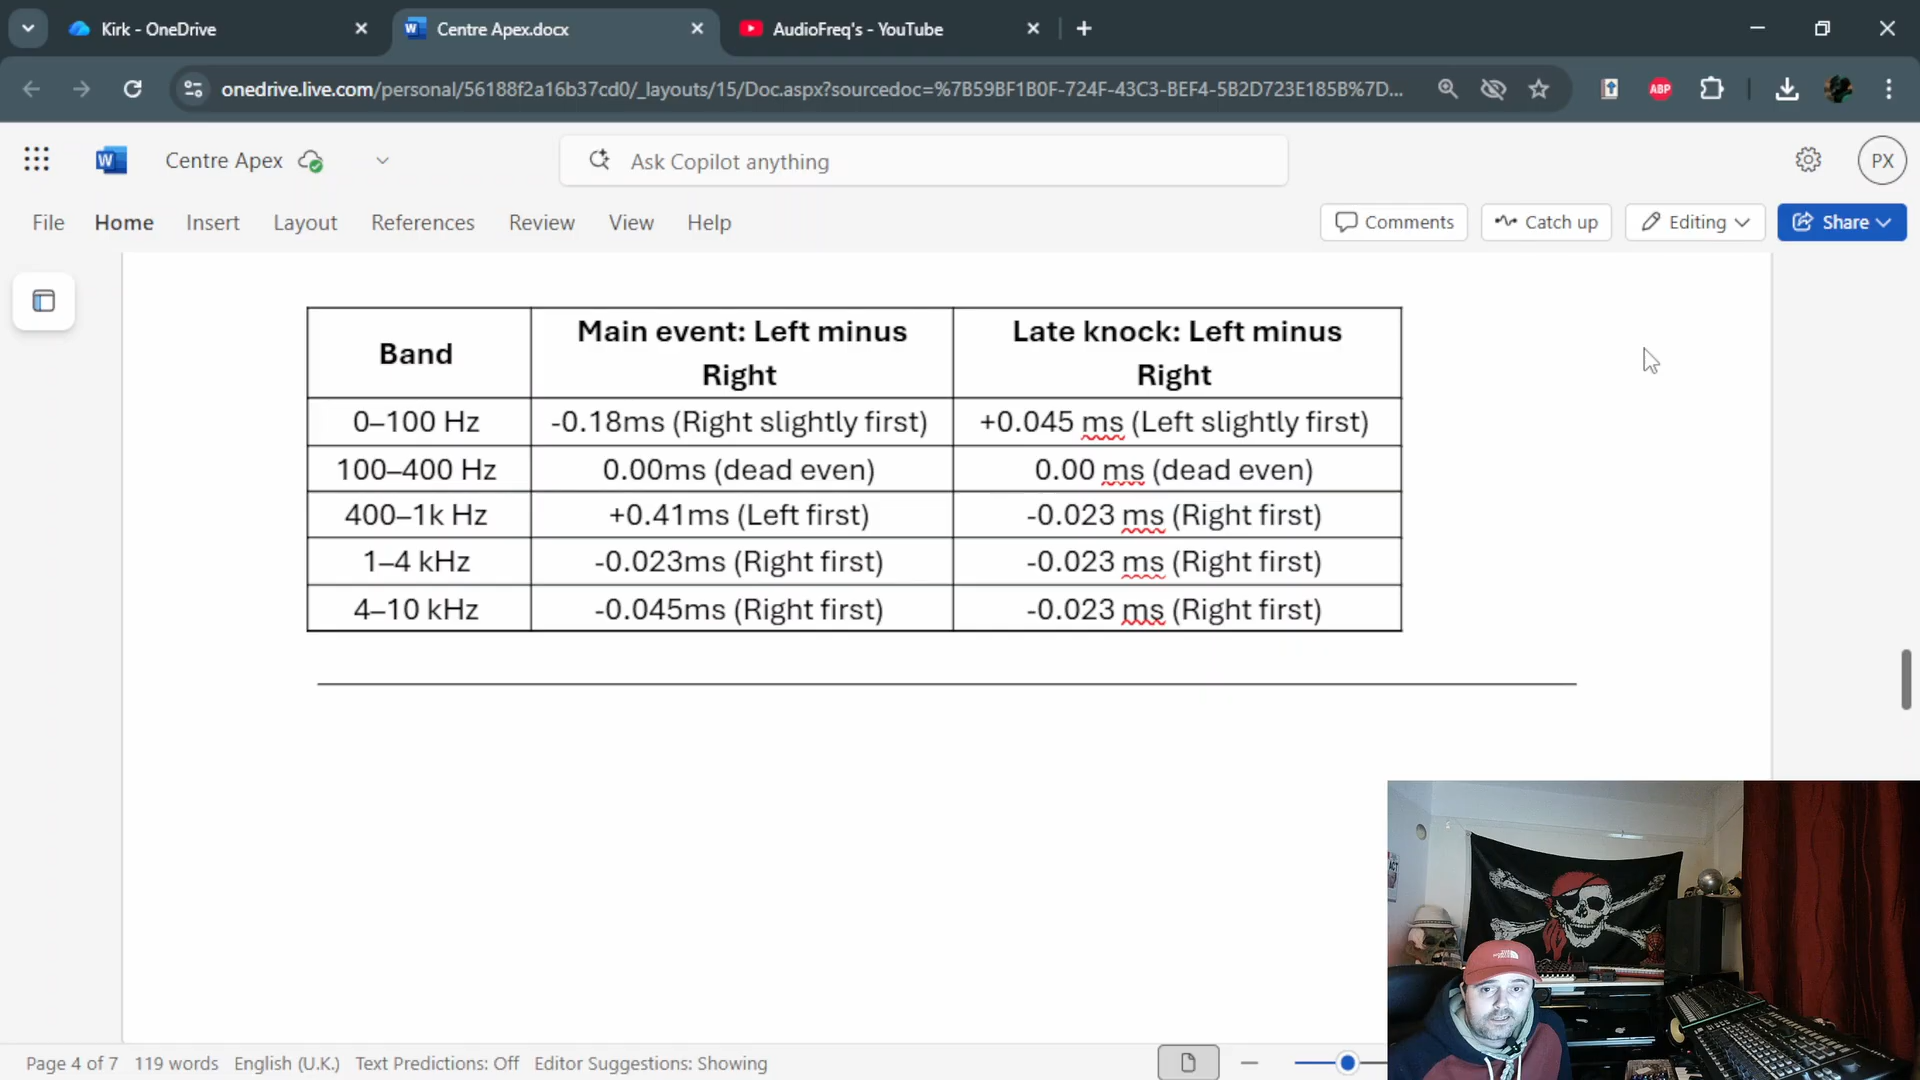 Kirk - OneDrive
Centre Apex.docx
AudioFreq's - YouTube
onedrive.live.com/personal/56188f2a16b37cd0/_layouts/15/Doc.aspx?sourcedoc=%7B59BF1B0F-724F-43C3-BEF4-5B2D723E185B%7D...
ABP
W
Centre Apex
Ask Copilot anything
PX
File Home Insert Layout References Review View Help
Comments
Catch up
Editing
Share
Band
Main event: Left minus
Right
Late knock: Left minus
Right
0–100 Hz -0.18ms (Right slightly first) +0.045 ms (Left slightly first)
100–400 Hz 0.00ms (dead even) 0.00 ms (dead even)
400–1k Hz +0.41ms (Left first) -0.023 ms (Right first)
1–4 kHz -0.023ms (Right first) -0.023 ms (Right first)
4–10 kHz -0.045ms (Right first) -0.023 ms (Right first)
Page 4 of 7 119 words English (U.K.) Text Predictions: Off Editor Suggestions: Showing